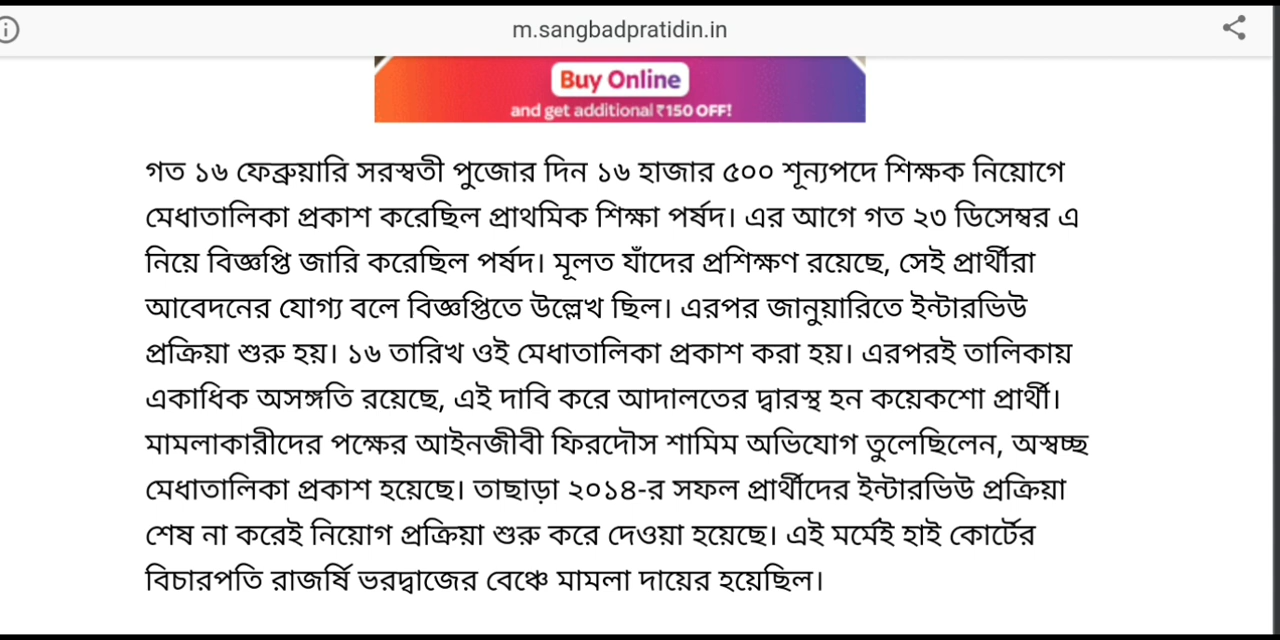 m.sangbadpratidin.in
Buy Online
and get additional ₹150 OFF!
গত ১৬ ফেব্রুয়ারি সরস্বতী পুজোর দিন ১৬ হাজার ৫০০ শূন্যপদে শিক্ষক নিয়োগে
মেধাতালিকা প্রকাশ করেছিল প্রাথমিক শিক্ষা পর্ষদ। এর আগে গত ২৩ ডিসেম্বর এ
নিয়ে বিজ্ঞপ্তি জারি করেছিল পর্ষদ। মূলত যাঁদের প্রশিক্ষণ রয়েছে, সেই প্রার্থীরা
আবেদনের যোগ্য বলে বিজ্ঞপ্তিতে উল্লেখ ছিল। এরপর জানুয়ারিতে ইন্টারভিউ
প্রক্রিয়া শুরু হয়। ১৬ তারিখ ওই মেধাতালিকা প্রকাশ করা হয়। এরপরই তালিকায়
একাধিক অসঙ্গতি রয়েছে, এই দাবি করে আদালতের দ্বারস্থ হন কয়েকশো প্রার্থী।
মামলাকারীদের পক্ষের আইনজীবী ফিরদৌস শামিম অভিযোগ তুলেছিলেন, অস্বচ্ছ
মেধাতালিকা প্রকাশ হয়েছে। তাছাড়া ২০১৪-র সফল প্রার্থীদের ইন্টারভিউ প্রক্রিয়া
শেষ না করেই নিয়োগ প্রক্রিয়া শুরু করে দেওয়া হয়েছে। এই মর্মেই হাই কোর্টের
বিচারপতি রাজর্ষি ভরদ্বাজের বেঞ্চে মামলা দায়ের হয়েছিল।